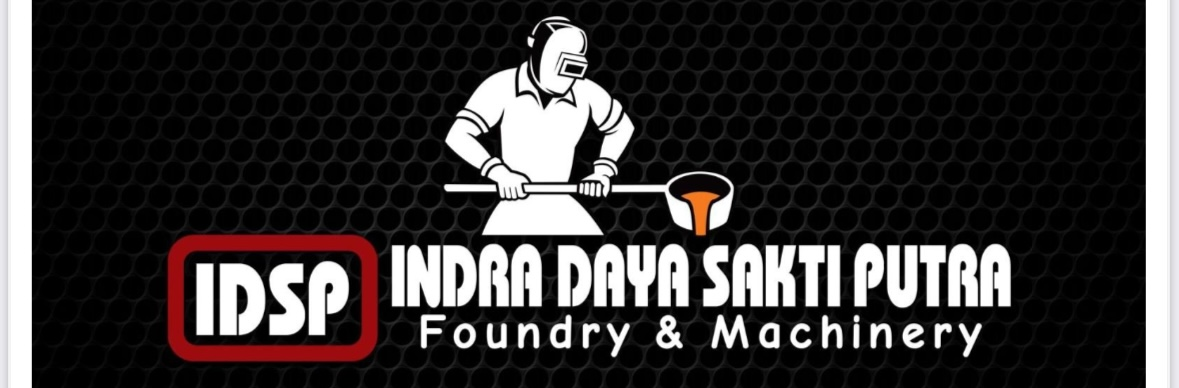 IDSP
INDRA DAYA SAKTI PUTRA
Foundry & Machinery